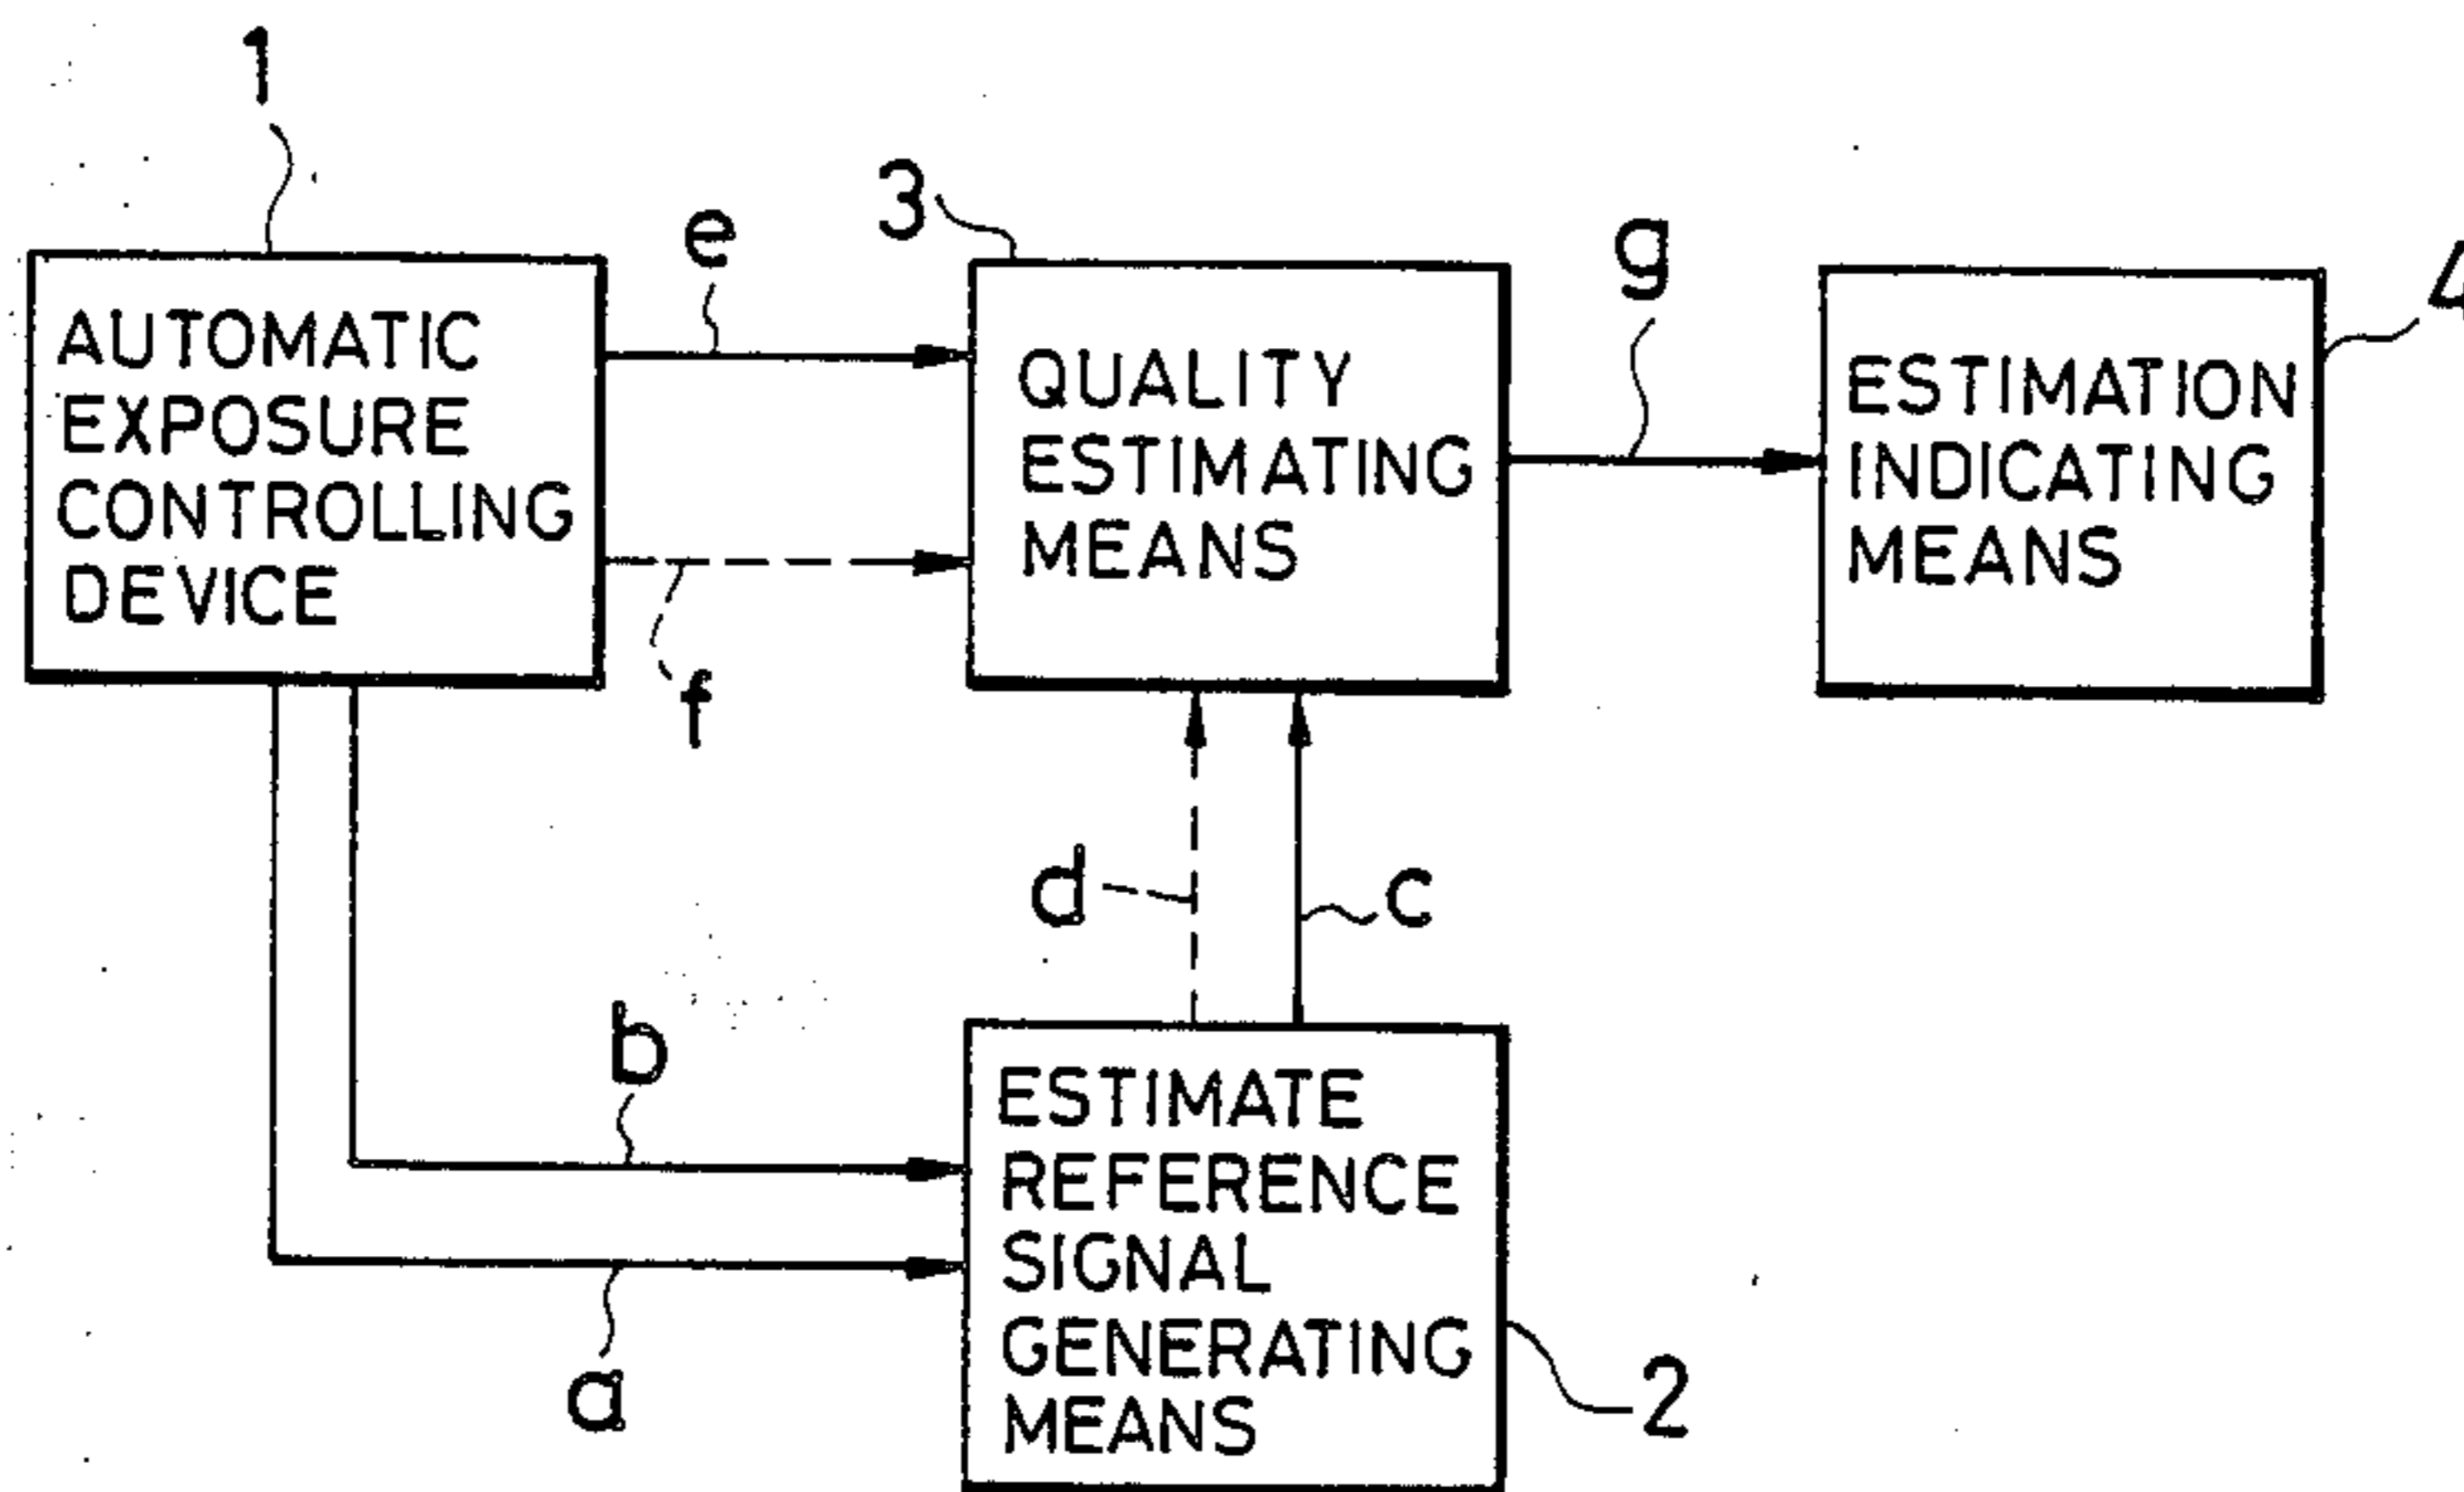 1
AUTOMATIC
EXPOSURE
CONTROLLING
DEVICE
e
f
3
QUALITY
ESTIMATING
MEANS
g
4
ESTIMATION
INDICATING
MEANS
d
c
b
a
ESTIMATE
REFERENCE
SIGNAL
GENERATING
MEANS
2